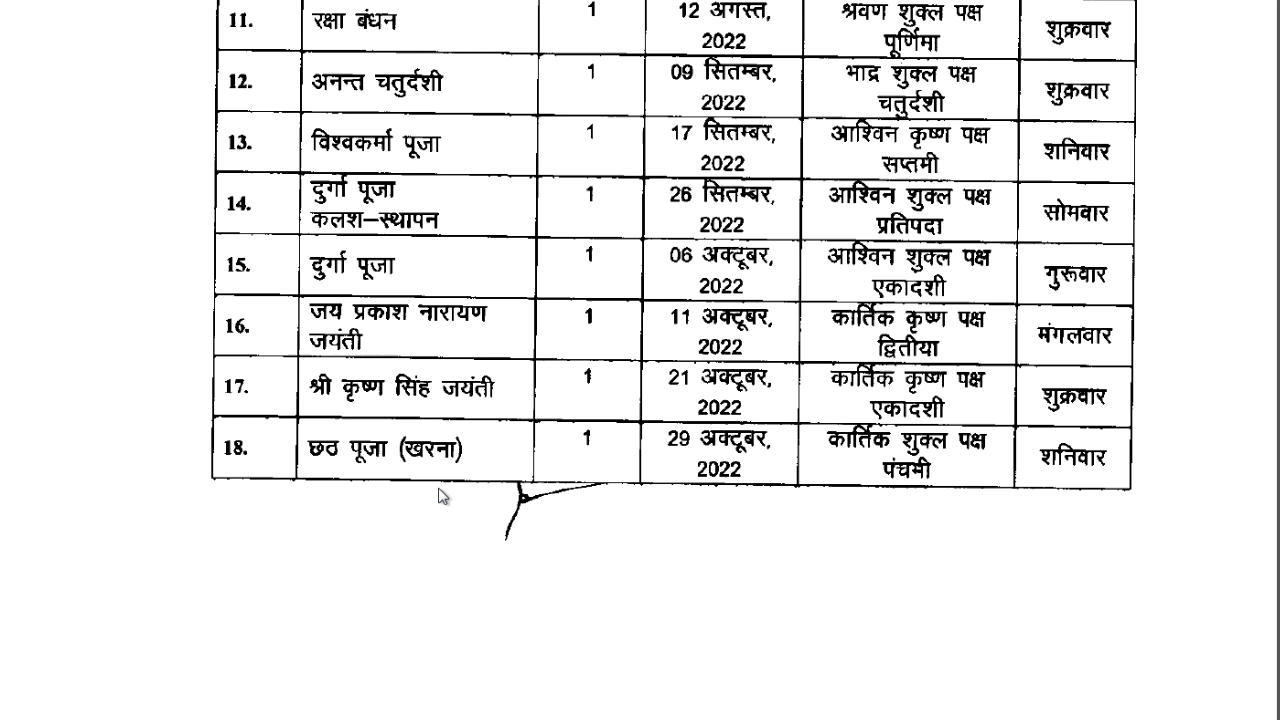 11. रक्षा बंधन 1 12 अगस्त, 2022 श्रवण शुक्ल पक्ष पूर्णिमा शुक्रवार
12. अनन्त चतुर्दशी 1 09 सितम्बर, 2022 भाद्र शुक्ल पक्ष चतुर्दशी शुक्रवार
13. विश्वकर्मा पूजा 1 17 सितम्बर, 2022 आश्विन कृष्ण पक्ष सप्तमी शनिवार
14. दुर्गा पूजा कलश–स्थापन 1 26 सितम्बर, 2022 आश्विन शुक्ल पक्ष प्रतिपदा सोमवार
15. दुर्गा पूजा 1 06 अक्टूबर, 2022 आश्विन शुक्ल पक्ष एकादशी गुरूवार
16. जय प्रकाश नारायण जयंती 1 11 अक्टूबर, 2022 कार्तिक कृष्ण पक्ष द्वितीया मंगलवार
17. श्री कृष्ण सिंह जयंती 1 21 अक्टूबर, 2022 कार्तिक कृष्ण पक्ष एकादशी शुक्रवार
18. छठ पूजा (खरना) 1 29 अक्टूबर, 2022 कार्तिक शुक्ल पक्ष पंचमी शनिवार